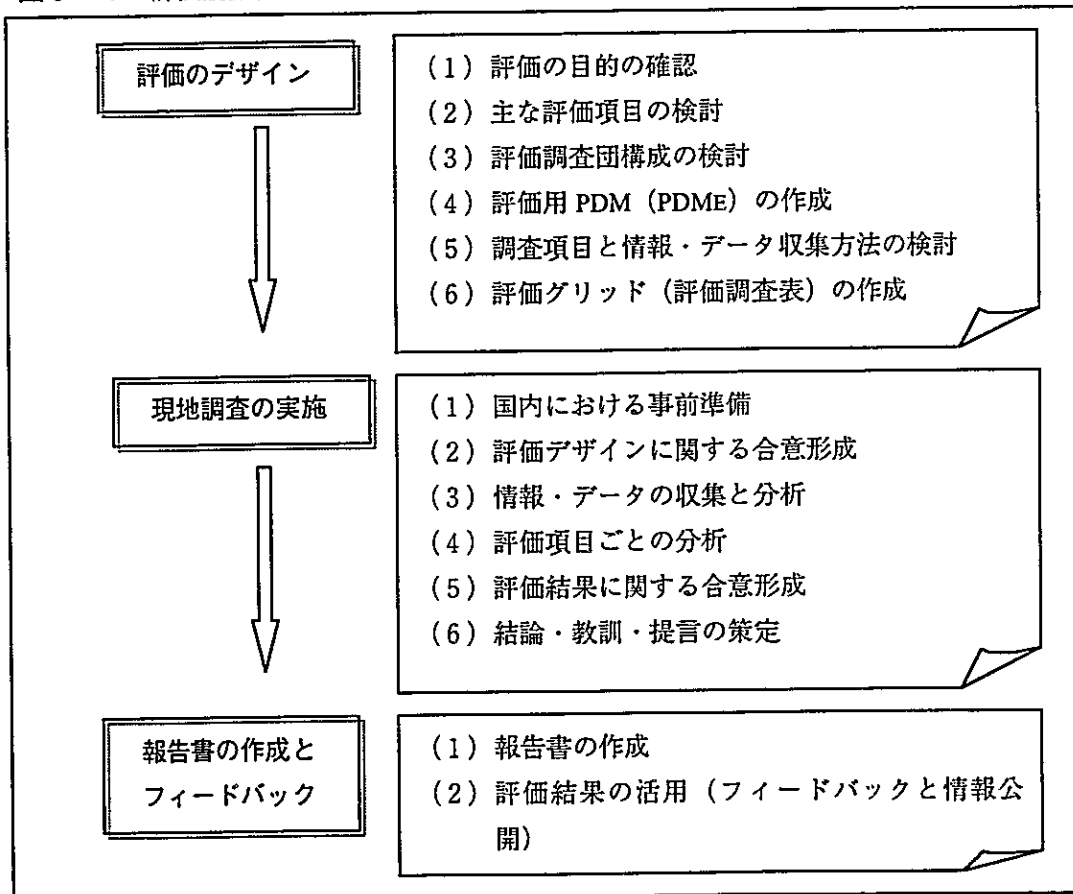 評価のデザイン
(1) 評価の目的の確認
(2) 主な評価項目の検討
(3) 評価調査団構成の検討
(4) 評価用 PDM (PDME) の作成
(5) 調査項目と情報・データ収集方法の検討
(6) 評価グリッド (評価調査表) の作成
現地調査の実施
(1) 国内における事前準備
(2) 評価デザインに関する合意形成
(3) 情報・データの収集と分析
(4) 評価項目ごとの分析
(5) 評価結果に関する合意形成
(6) 結論・教訓・提言の策定
報告書の作成と
フィードバック
(1) 報告書の作成
(2) 評価結果の活用 (フィードバックと情報公
開)